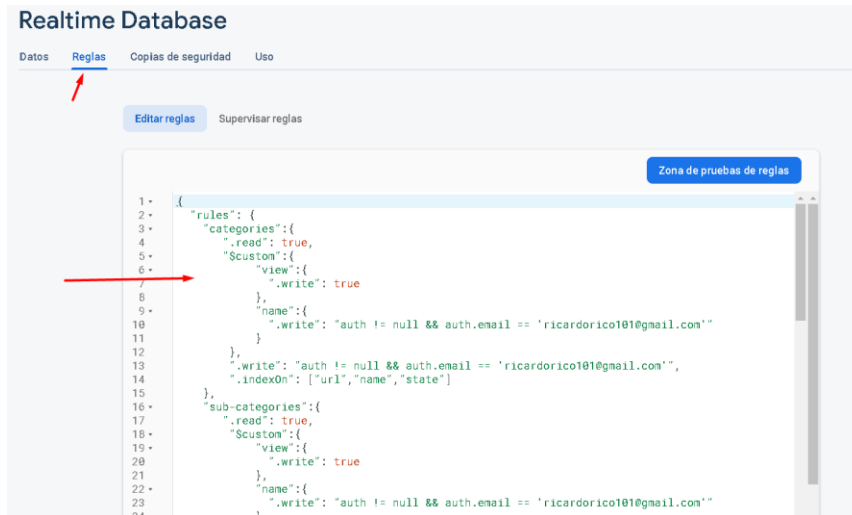 Realtime Database
Datos Reglas Copias de seguridad Uso
Editar reglas Supervisar reglas
Zona de pruebas de reglas
1 {
2 "rules": {
3 "categories":{
4 ".read": true,
5 "$custom":{
6 "view":{
7 ".write": true
8 },
9 "name":{
10 ".write": "auth != null && auth.email == 'ricardorico101@gmail.com'"
11 }
12 },
13 ".write": "auth != null && auth.email == 'ricardorico101@gmail.com'",
14 ".indexOn": ["url","name","state"]
15 },
16 "sub-categories":{
17 ".read": true,
18 "$custom":{
19 "view":{
20 ".write": true
21 },
22 "name":{
23 ".write": "auth != null && auth.email == 'ricardorico101@gmail.com'"